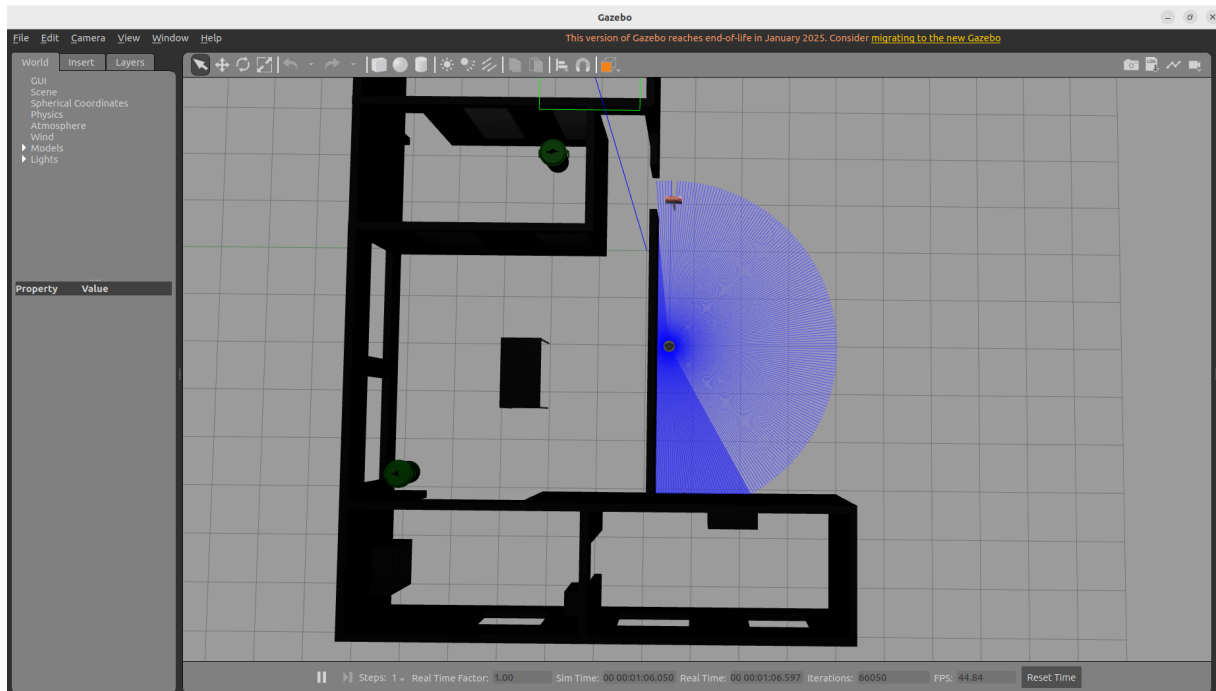 Gazebo
File Edit Camera View Window Help
This version of Gazebo reaches end-of-life in January 2025. Consider migrating to the new Gazebo
World Insert Layers
GUI
Scene
Spherical Coordinates
Physics
Atmosphere
Wind
Models
Lights
Property Value
Steps: 1 Real Time Factor: 1.00 Sim Time: 00 00:01:06.050 Real Time: 00 00:01:06.597 Iterations: 66050 FPS: 44.84 Reset Time